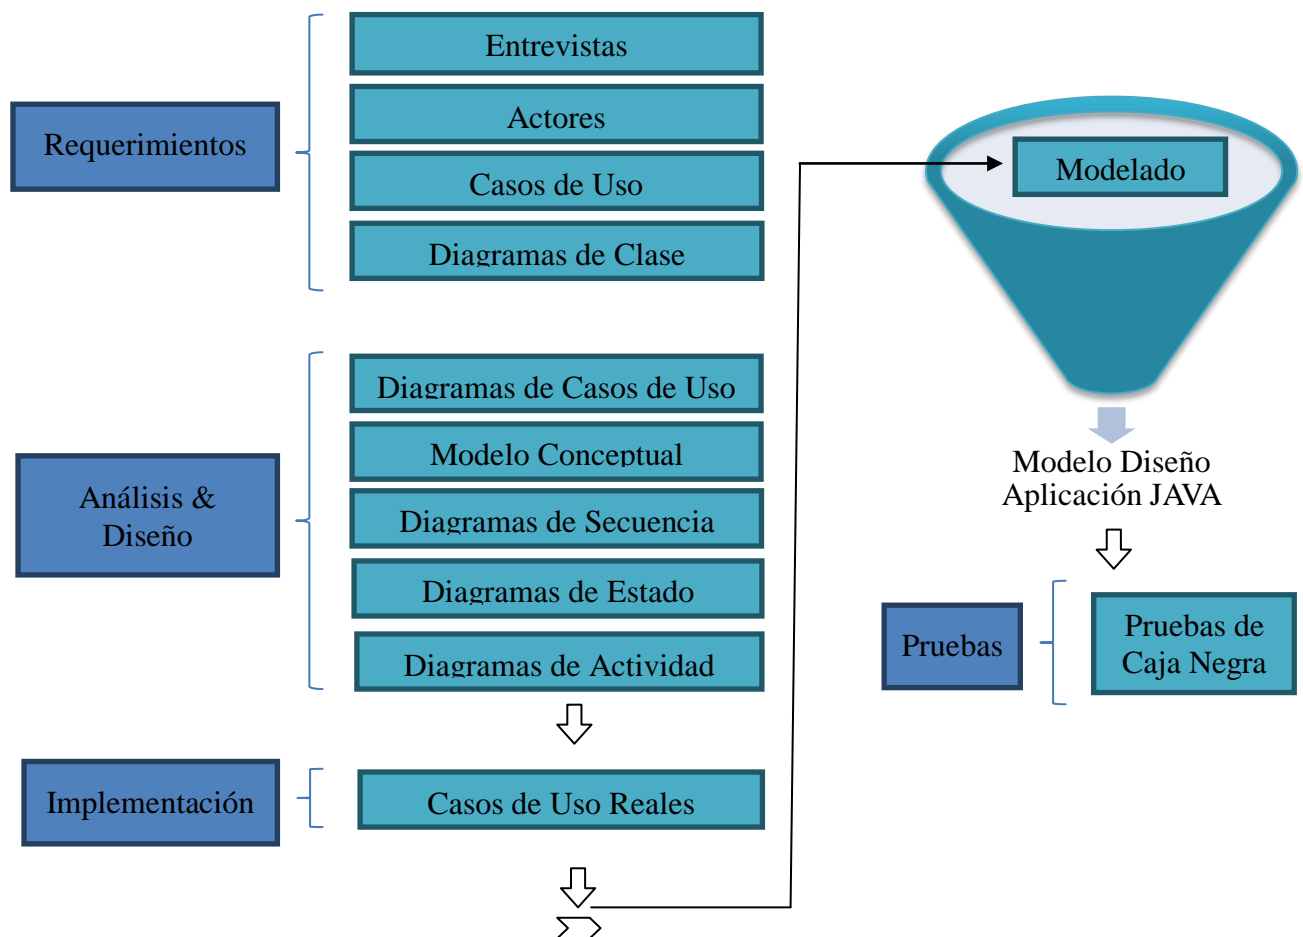 Requerimientos
Entrevistas
Actores
Casos de Uso
Diagramas de Clase
Análisis &
Diseño
Diagramas de Casos de Uso
Modelo Conceptual
Diagramas de Secuencia
Diagramas de Estado
Diagramas de Actividad
Implementación
Casos de Uso Reales
Modelado
Modelo Diseño
Aplicación JAVA
Pruebas
Pruebas de
Caja Negra